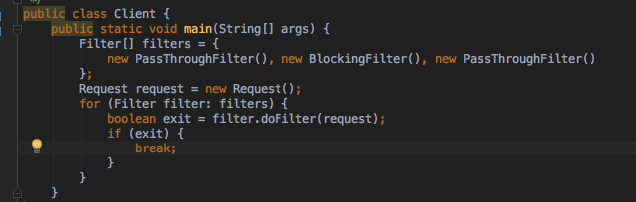 public class Client {
public static void main(String[] args) {
Filter[] filters = {
new PassThroughFilter(), new BlockingFilter(), new PassThroughFilter()
};
Request request = new Request();
for (Filter filter: filters) {
boolean exit = filter.doFilter(request);
if (exit) {
break;
}
}
}